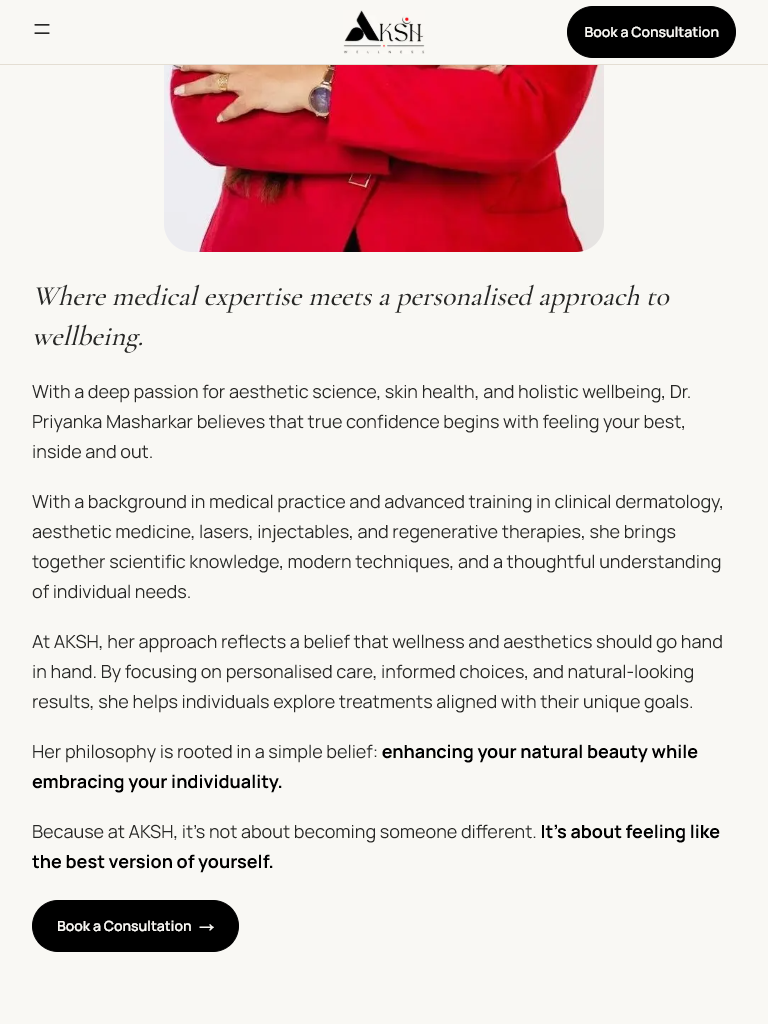 AKSH
WELLNESS
Book a Consultation
Where medical expertise meets a personalised approach to
wellbeing.
With a deep passion for aesthetic science, skin health, and holistic wellbeing, Dr.
Priyanka Masharkar believes that true confidence begins with feeling your best,
inside and out.
With a background in medical practice and advanced training in clinical dermatology,
aesthetic medicine, lasers, injectables, and regenerative therapies, she brings
together scientific knowledge, modern techniques, and a thoughtful understanding
of individual needs.
At AKSH, her approach reflects a belief that wellness and aesthetics should go hand
in hand. By focusing on personalised care, informed choices, and natural-looking
results, she helps individuals explore treatments aligned with their unique goals.
Her philosophy is rooted in a simple belief: enhancing your natural beauty while
embracing your individuality.
Because at AKSH, it's not about becoming someone different. It's about feeling like
the best version of yourself.
Book a Consultation →